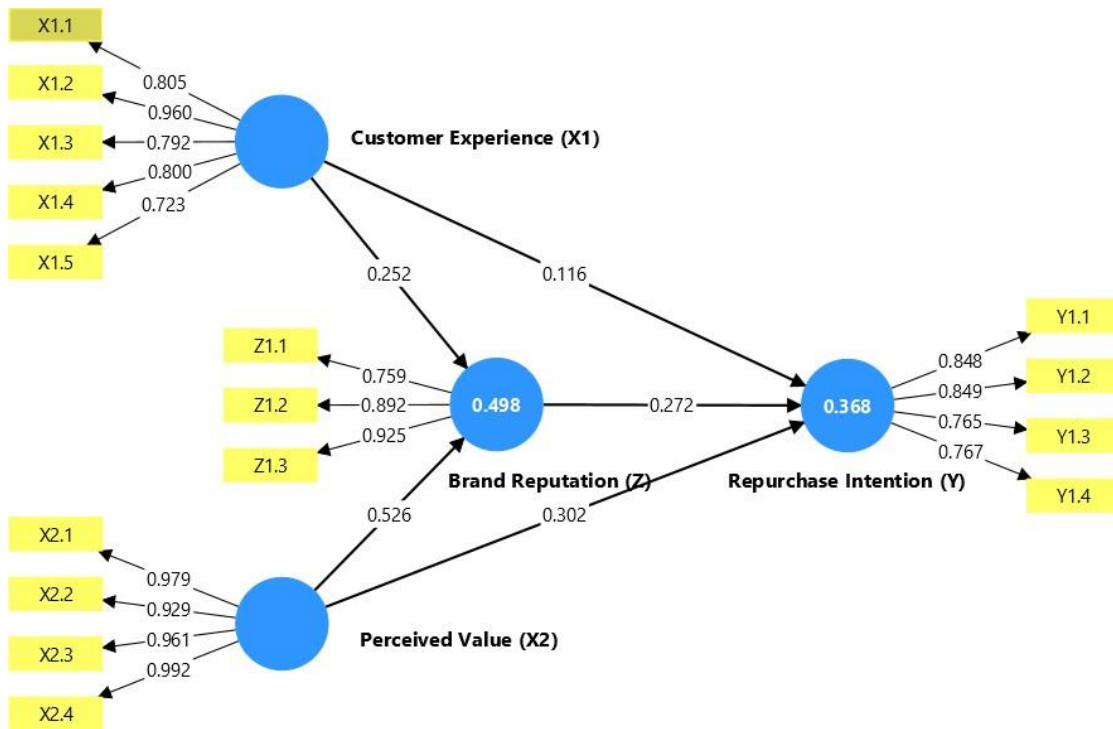 X1.1
0.805
X1.2
0.960
X1.3
0.792
X1.4
0.800
X1.5
0.723
Customer Experience (X1)
0.252
0.116
Z1.1
0.759
Z1.2
0.892
Z1.3
0.925
0.498
Brand Reputation (Z)
0.272
0.368
Repurchase Intention (Y)
Y1.1
0.848
Y1.2
0.849
Y1.3
0.765
Y1.4
0.767
0.526
0.302
X2.1
0.979
X2.2
0.929
X2.3
0.961
X2.4
0.992
Perceived Value (X2)